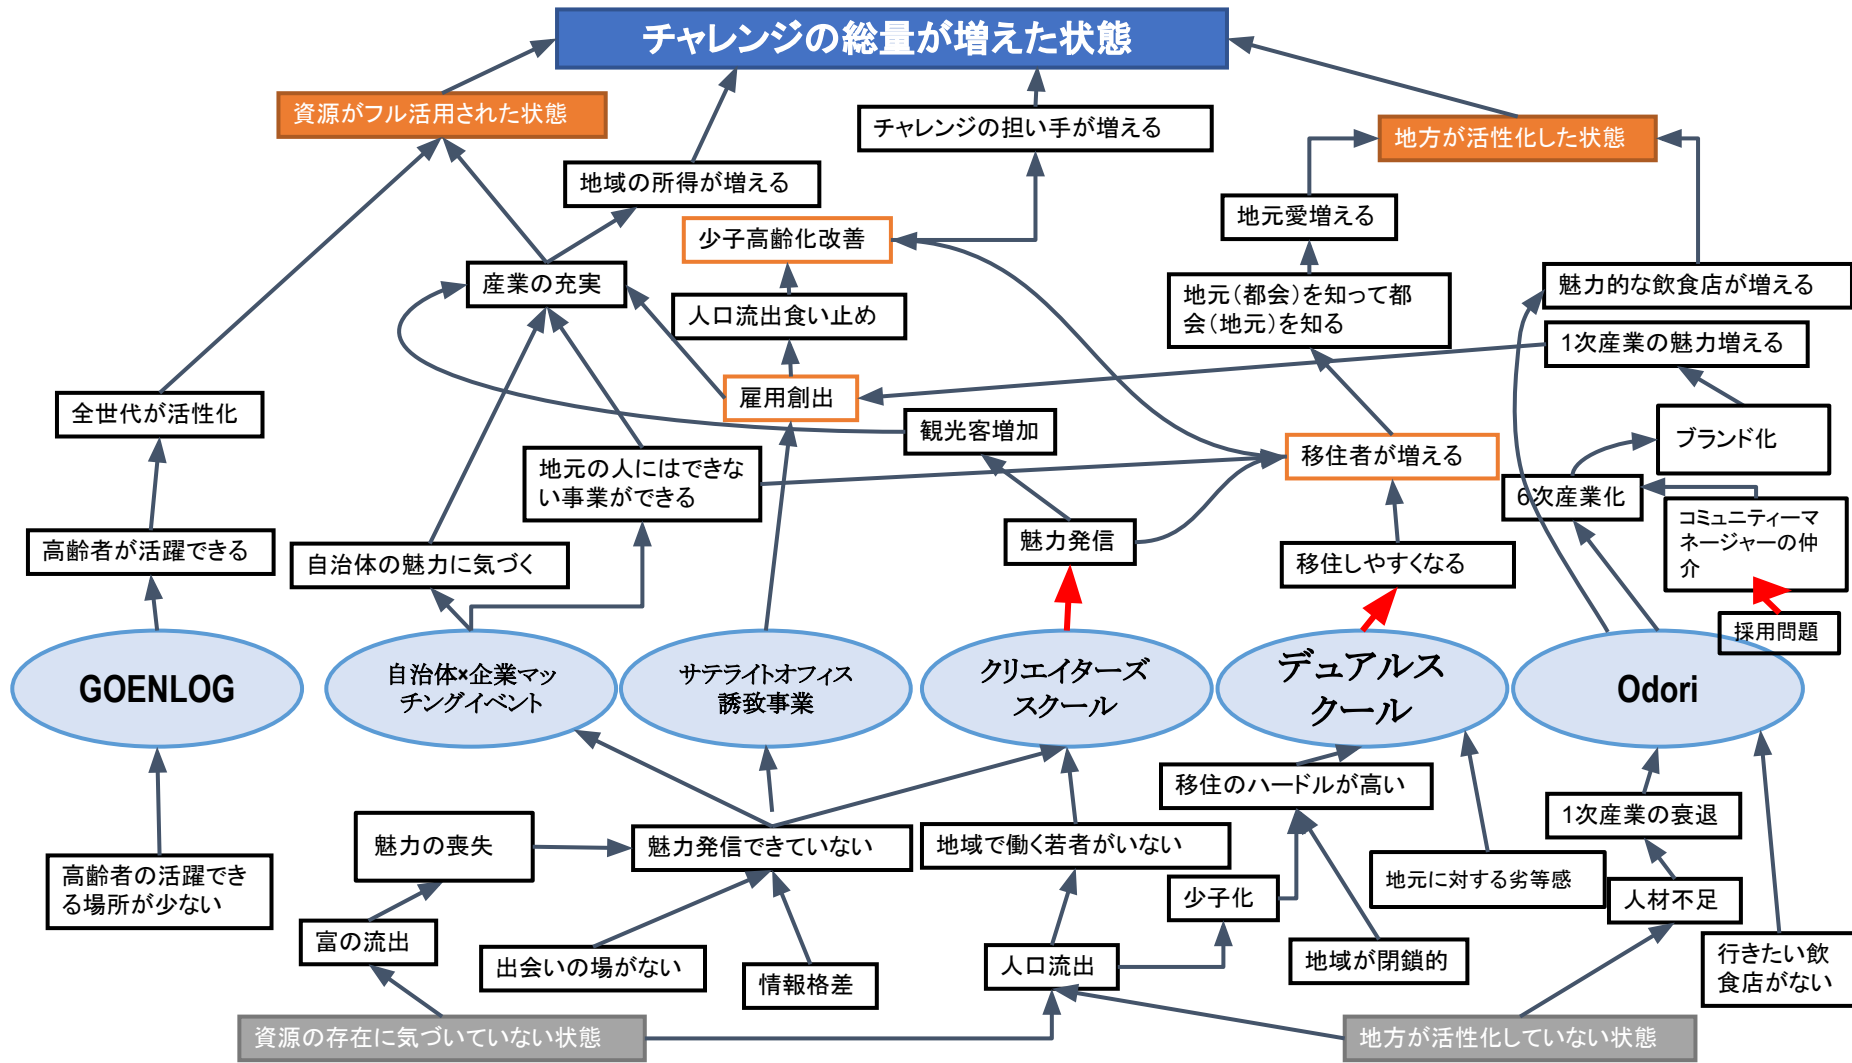 チャレンジの総量が増えた状態
資源がフル活用された状態
チャレンジの担い手が増える
地方が活性化した状態
地域の所得が増える
地元愛増える
少子高齢化改善
産業の充実
地元（都会）を知って都
会（地元）を知る
魅力的な飲食店が増える
人口流出食い止め
1次産業の魅力増える
全世代が活性化
雇用創出
観光客増加
移住者が増える
ブランド化
地元の人にはできな
い事業ができる
6次産業化
高齢者が活躍できる
自治体の魅力に気づく
魅力発信
移住しやすくなる
コミュニティーマ
ネージャーの仲
介
採用問題
GOENLOG
自治体×企業マッ
チングイベント
サテライトオフィス
誘致事業
クリエイターズ
スクール
デュアルス
クール
Odori
移住のハードルが高い
1次産業の衰退
魅力の喪失
魅力発信できていない
地域で働く若者がいない
高齢者の活躍でき
る場所が少ない
少子化
地元に対する劣等感
人材不足
富の流出
出会いの場がない
情報格差
人口流出
地域が閉鎖的
行きたい飲
食店がない
資源の存在に気づいていない状態
地方が活性化していない状態